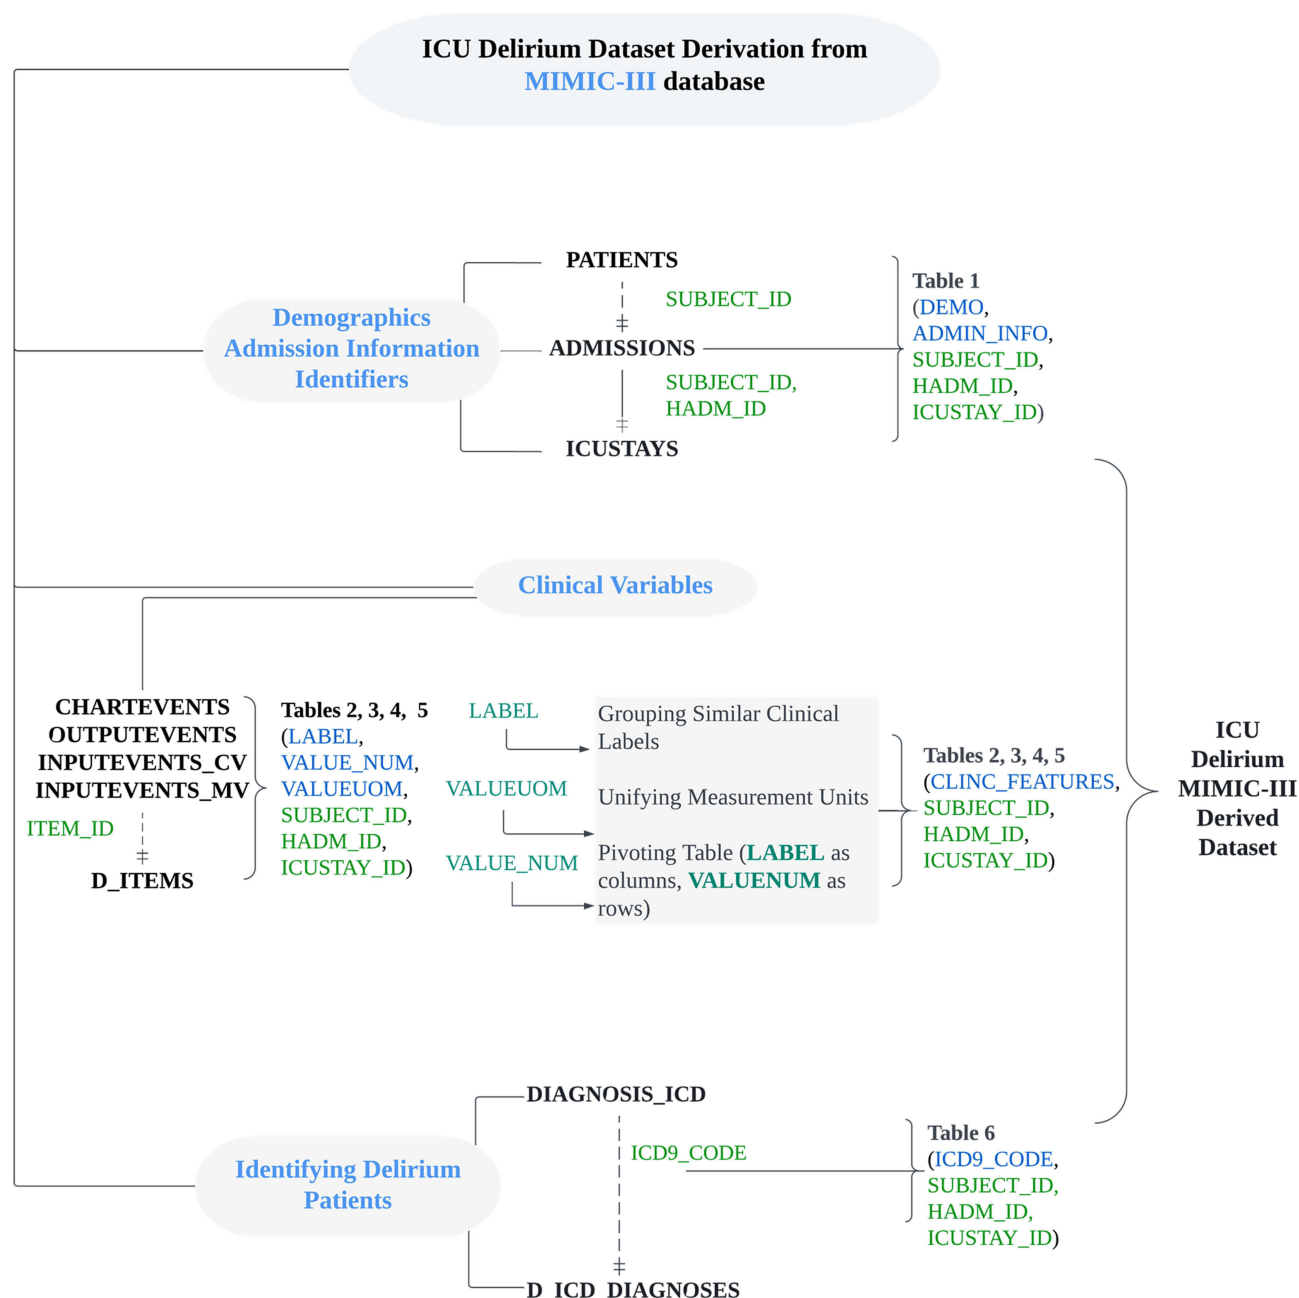 ICU Delirium Dataset Derivation from
MIMIC-III database
PATIENTS
SUBJECT_ID
Demographics
Admission Information
Identifiers
ADMISSIONS
SUBJECT_ID,
HADM_ID
ICUSTAYS
Table 1
(DEMO,
ADMIN_INFO,
SUBJECT_ID,
HADM_ID,
ICUSTAY_ID)
Clinical Variables
CHARTEVENTS
OUTPUTEVENTS
INPUTEVENTS_CV
INPUTEVENTS_MV
ITEM_ID
D_ITEMS
Tables 2, 3, 4, 5
(LABEL,
VALUE_NUM,
VALUEUOM,
SUBJECT_ID,
HADM_ID,
ICUSTAY_ID)
LABEL
Grouping Similar Clinical
Labels
VALUEUOM
Unifying Measurement Units
VALUE_NUM
Pivoting Table (LABEL as
columns, VALUENUM as
rows)
Tables 2, 3, 4, 5
(CLINC_FEATURES,
SUBJECT_ID,
HADM_ID,
ICUSTAY_ID)
ICU
Delirium
MIMIC-III
Derived
Dataset
Identifying Delirium
Patients
DIAGNOSIS_ICD
ICD9_CODE
D_ICD_DIAGNOSES
Table 6
(ICD9_CODE,
SUBJECT_ID,
HADM_ID,
ICUSTAY_ID)